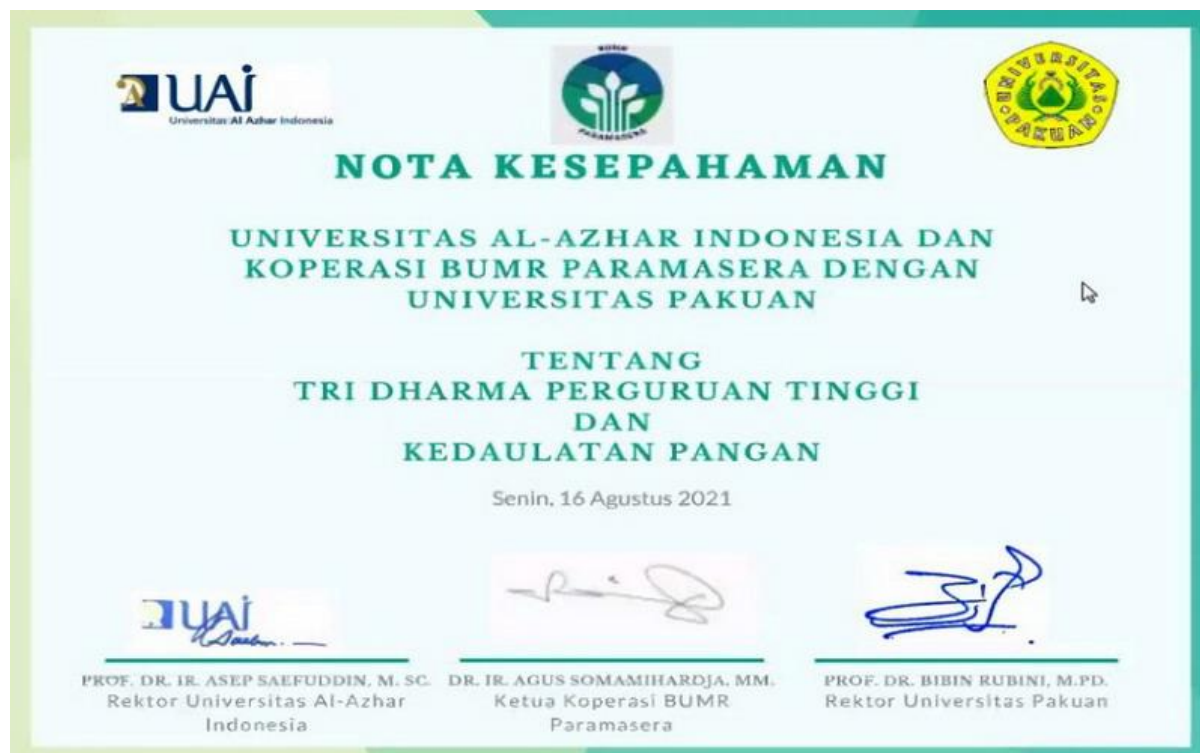 UAI
Universitas Al Azhar Indonesia
BUMR
PARAMASERA
UNIVERSITAS
PAKUAN
NOTA KESEPAHAMAN
UNIVERSITAS AL-AZHAR INDONESIA DAN
KOPERASI BUMR PARAMASERA DENGAN
UNIVERSITAS PAKUAN
TENTANG
TRI DHARMA PERGURUAN TINGGI
DAN
KEDAULATAN PANGAN
Senin, 16 Agustus 2021
UAI
PROF. DR. IR. ASEP SAEFUDDIN, M. SC.
Rektor Universitas Al-Azhar
Indonesia
DR. IR. AGUS SOMAMIHARDJA, MM.
Ketua Koperasi BUMR
Paramasera
PROF. DR. BIBIN RUBINI, M.PD.
Rektor Universitas Pakuan